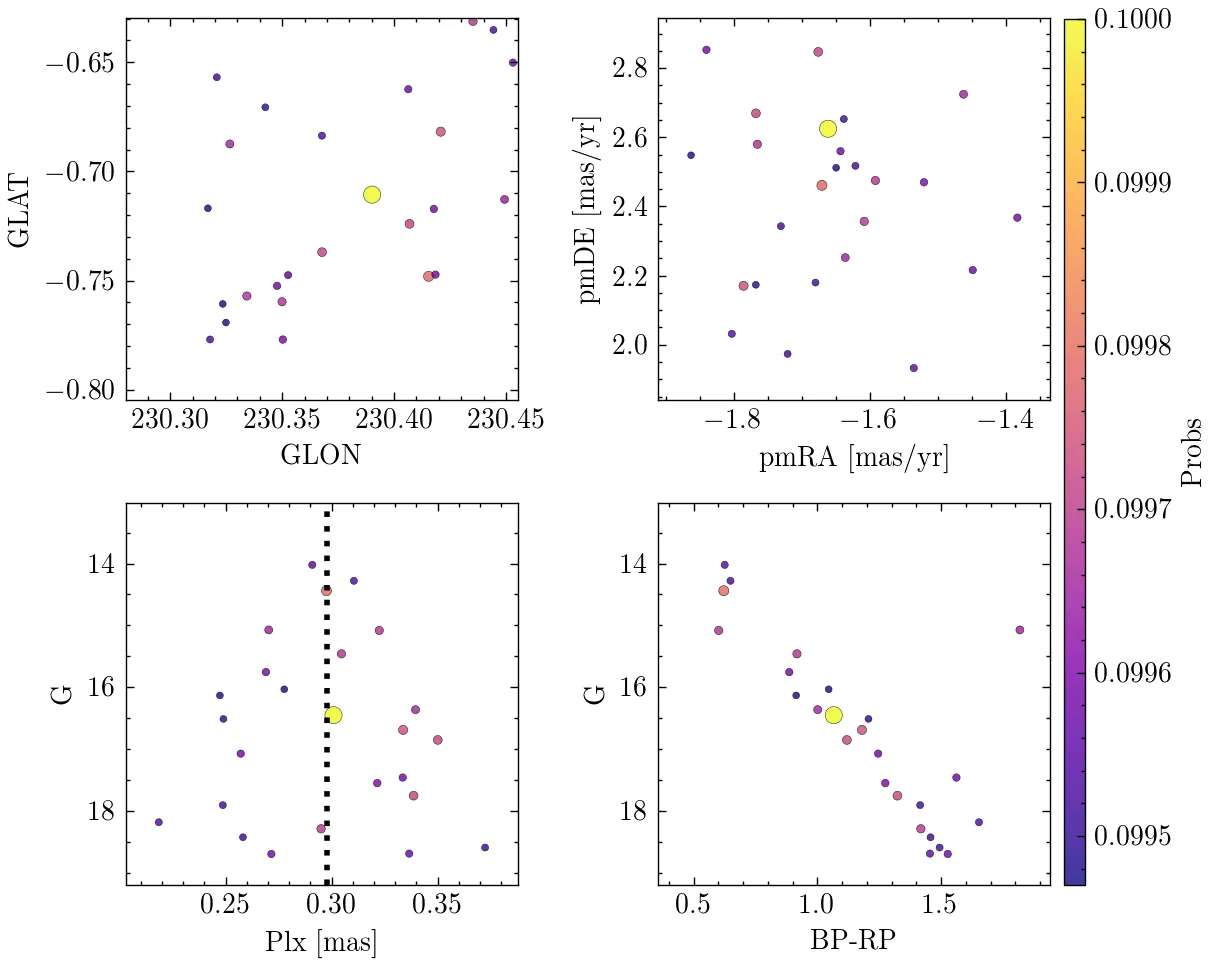 −0.65
−0.70
−0.75
−0.80
GLAT
230.30 230.35 230.40 230.45
GLON
2.8
2.6
2.4
2.2
2.0
pmDE [mas/yr]
−1.8 −1.6 −1.4
pmRA [mas/yr]
14
16
18
G
0.25 0.30 0.35
Plx [mas]
14
16
18
G
0.5 1.0 1.5
BP-RP
0.1000
0.0999
0.0998
0.0997
0.0996
0.0995
Probs